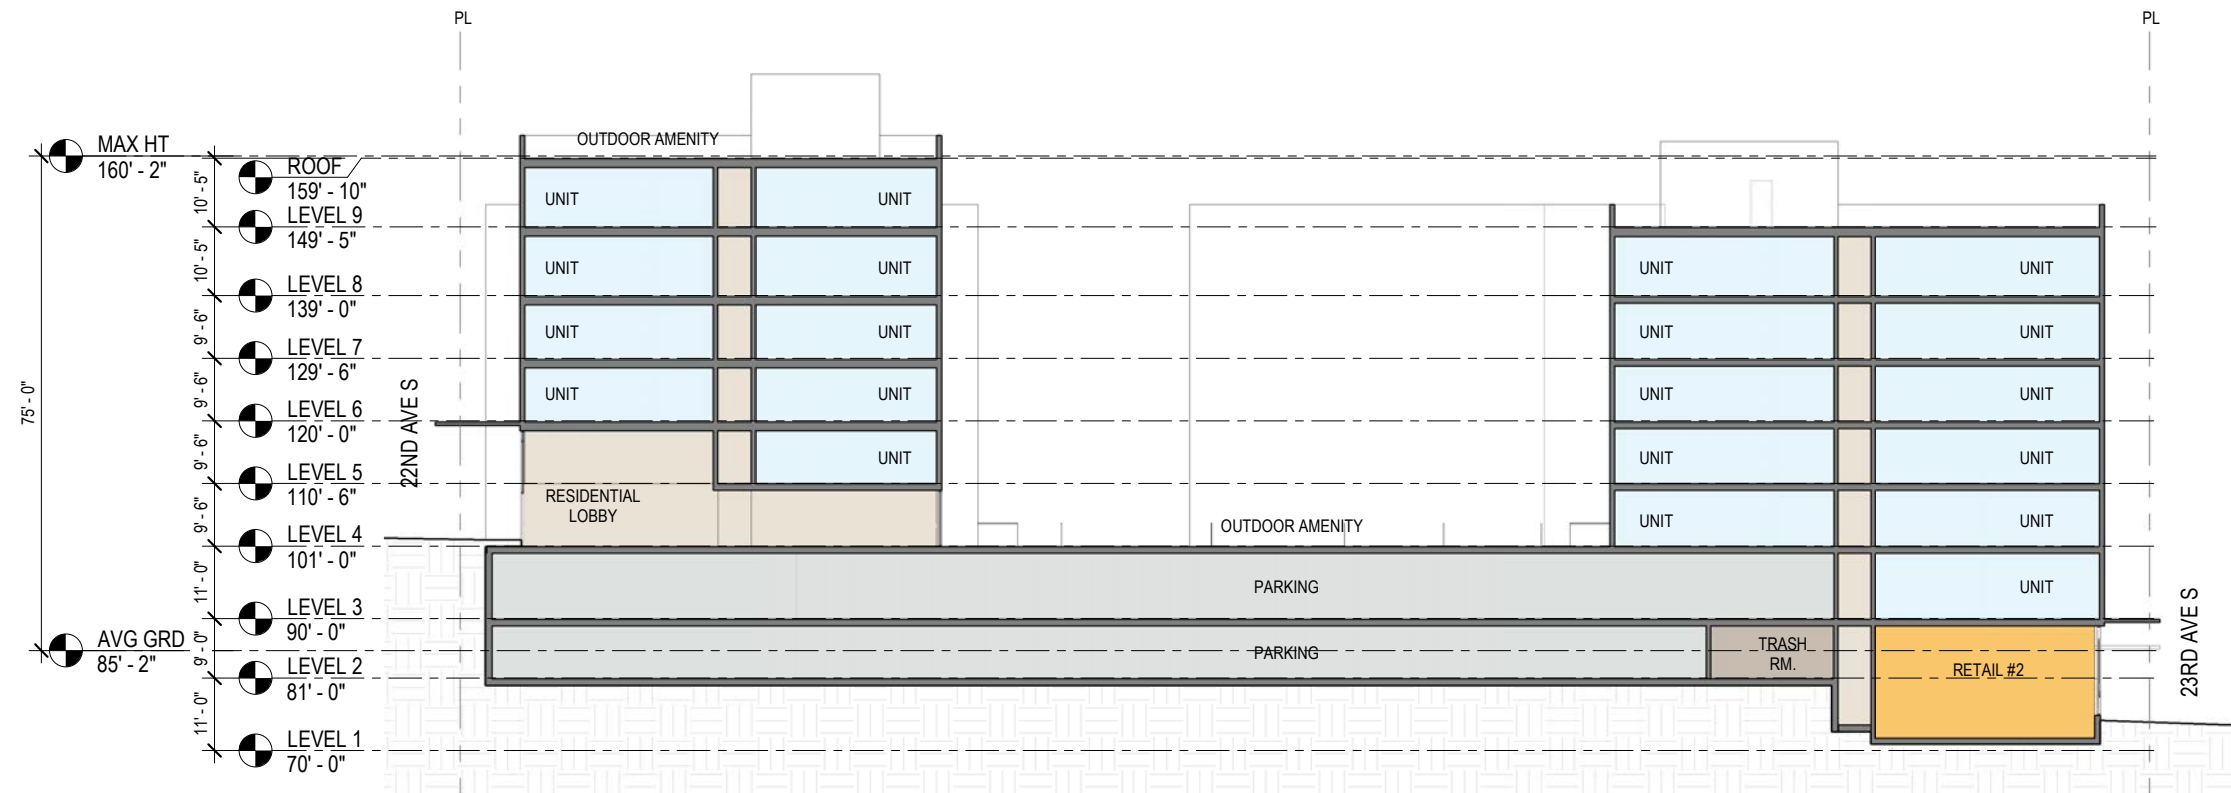 PL
PL
MAX HT
160' - 2"
OUTDOOR AMENITY
ROOF
159' - 10"
10' - 5"
UNIT
UNIT
LEVEL 9
149' - 5"
10' - 5"
UNIT
UNIT
UNIT
UNIT
LEVEL 8
139' - 0"
9' - 6"
UNIT
UNIT
UNIT
UNIT
LEVEL 7
129' - 6"
9' - 6"
UNIT
UNIT
UNIT
UNIT
75' - 0"
22ND AVE S
LEVEL 6
120' - 0"
9' - 6"
UNIT
UNIT
UNIT
LEVEL 5
110' - 6"
9' - 6"
RESIDENTIAL
LOBBY
OUTDOOR AMENITY
UNIT
UNIT
LEVEL 4
101' - 0"
11' - 0"
PARKING
UNIT
LEVEL 3
90' - 0"
AVG GRD
85' - 2"
9' - 0"
PARKING
TRASH
RM.
RETAIL #2
23RD AVE S
LEVEL 2
81' - 0"
11' - 0"
LEVEL 1
70' - 0"